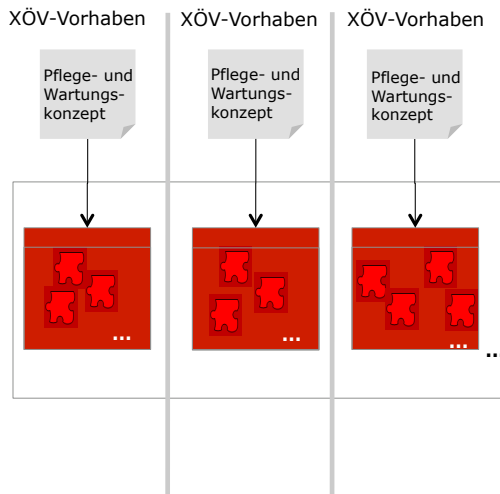 XÖV-Vorhaben
XÖV-Vorhaben
XÖV-Vorhaben
Pflege- und
Wartungs-
konzept
Pflege- und
Wartungs-
konzept
Pflege- und
Wartungs-
konzept
...
...
...
...